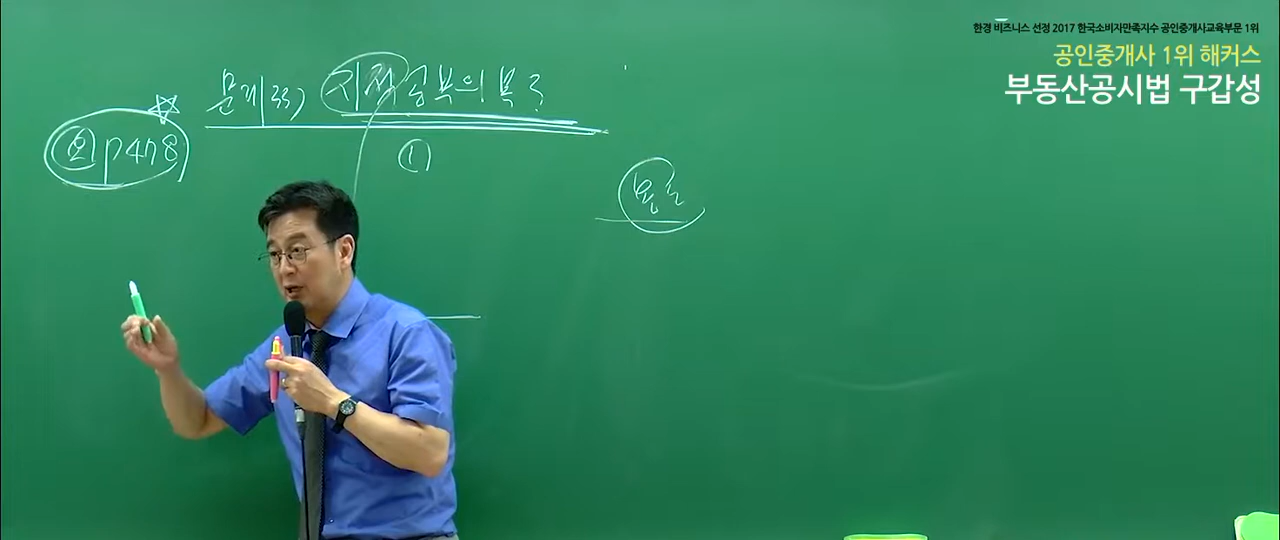 한경 비즈니스 선정 2017 한국소비자만족지수 공인중개사교육부문 1위
공인중개사 1위 해커스
부동산공시법 구갑성
문제 33) 지적공부의 복?
p478
①